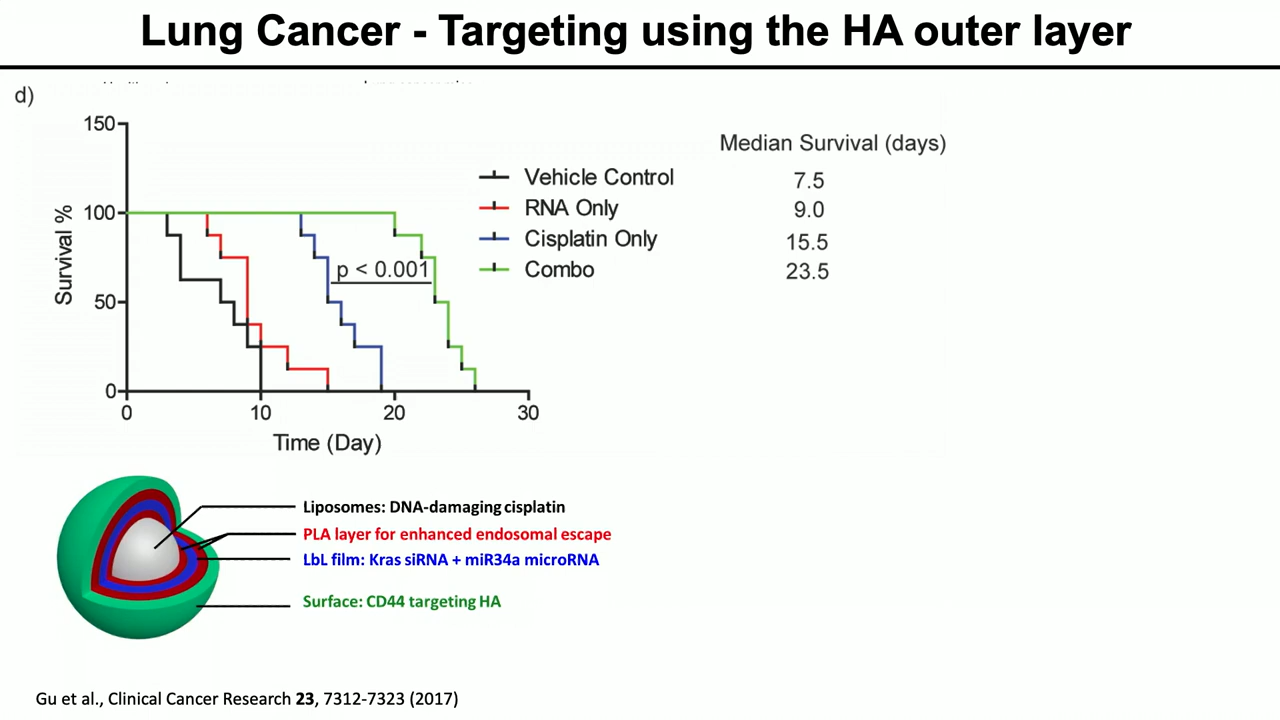 Lung Cancer - Targeting using the HA outer layer
d)
150
100
50
0
Survival %
0 10 20 30
Time (Day)
p < 0.001
Median Survival (days)
Vehicle Control 7.5
RNA Only 9.0
Cisplatin Only 15.5
Combo 23.5
Liposomes: DNA-damaging cisplatin
PLA layer for enhanced endosomal escape
LbL film: Kras siRNA + miR34a microRNA
Surface: CD44 targeting HA
Gu et al., Clinical Cancer Research 23, 7312-7323 (2017)